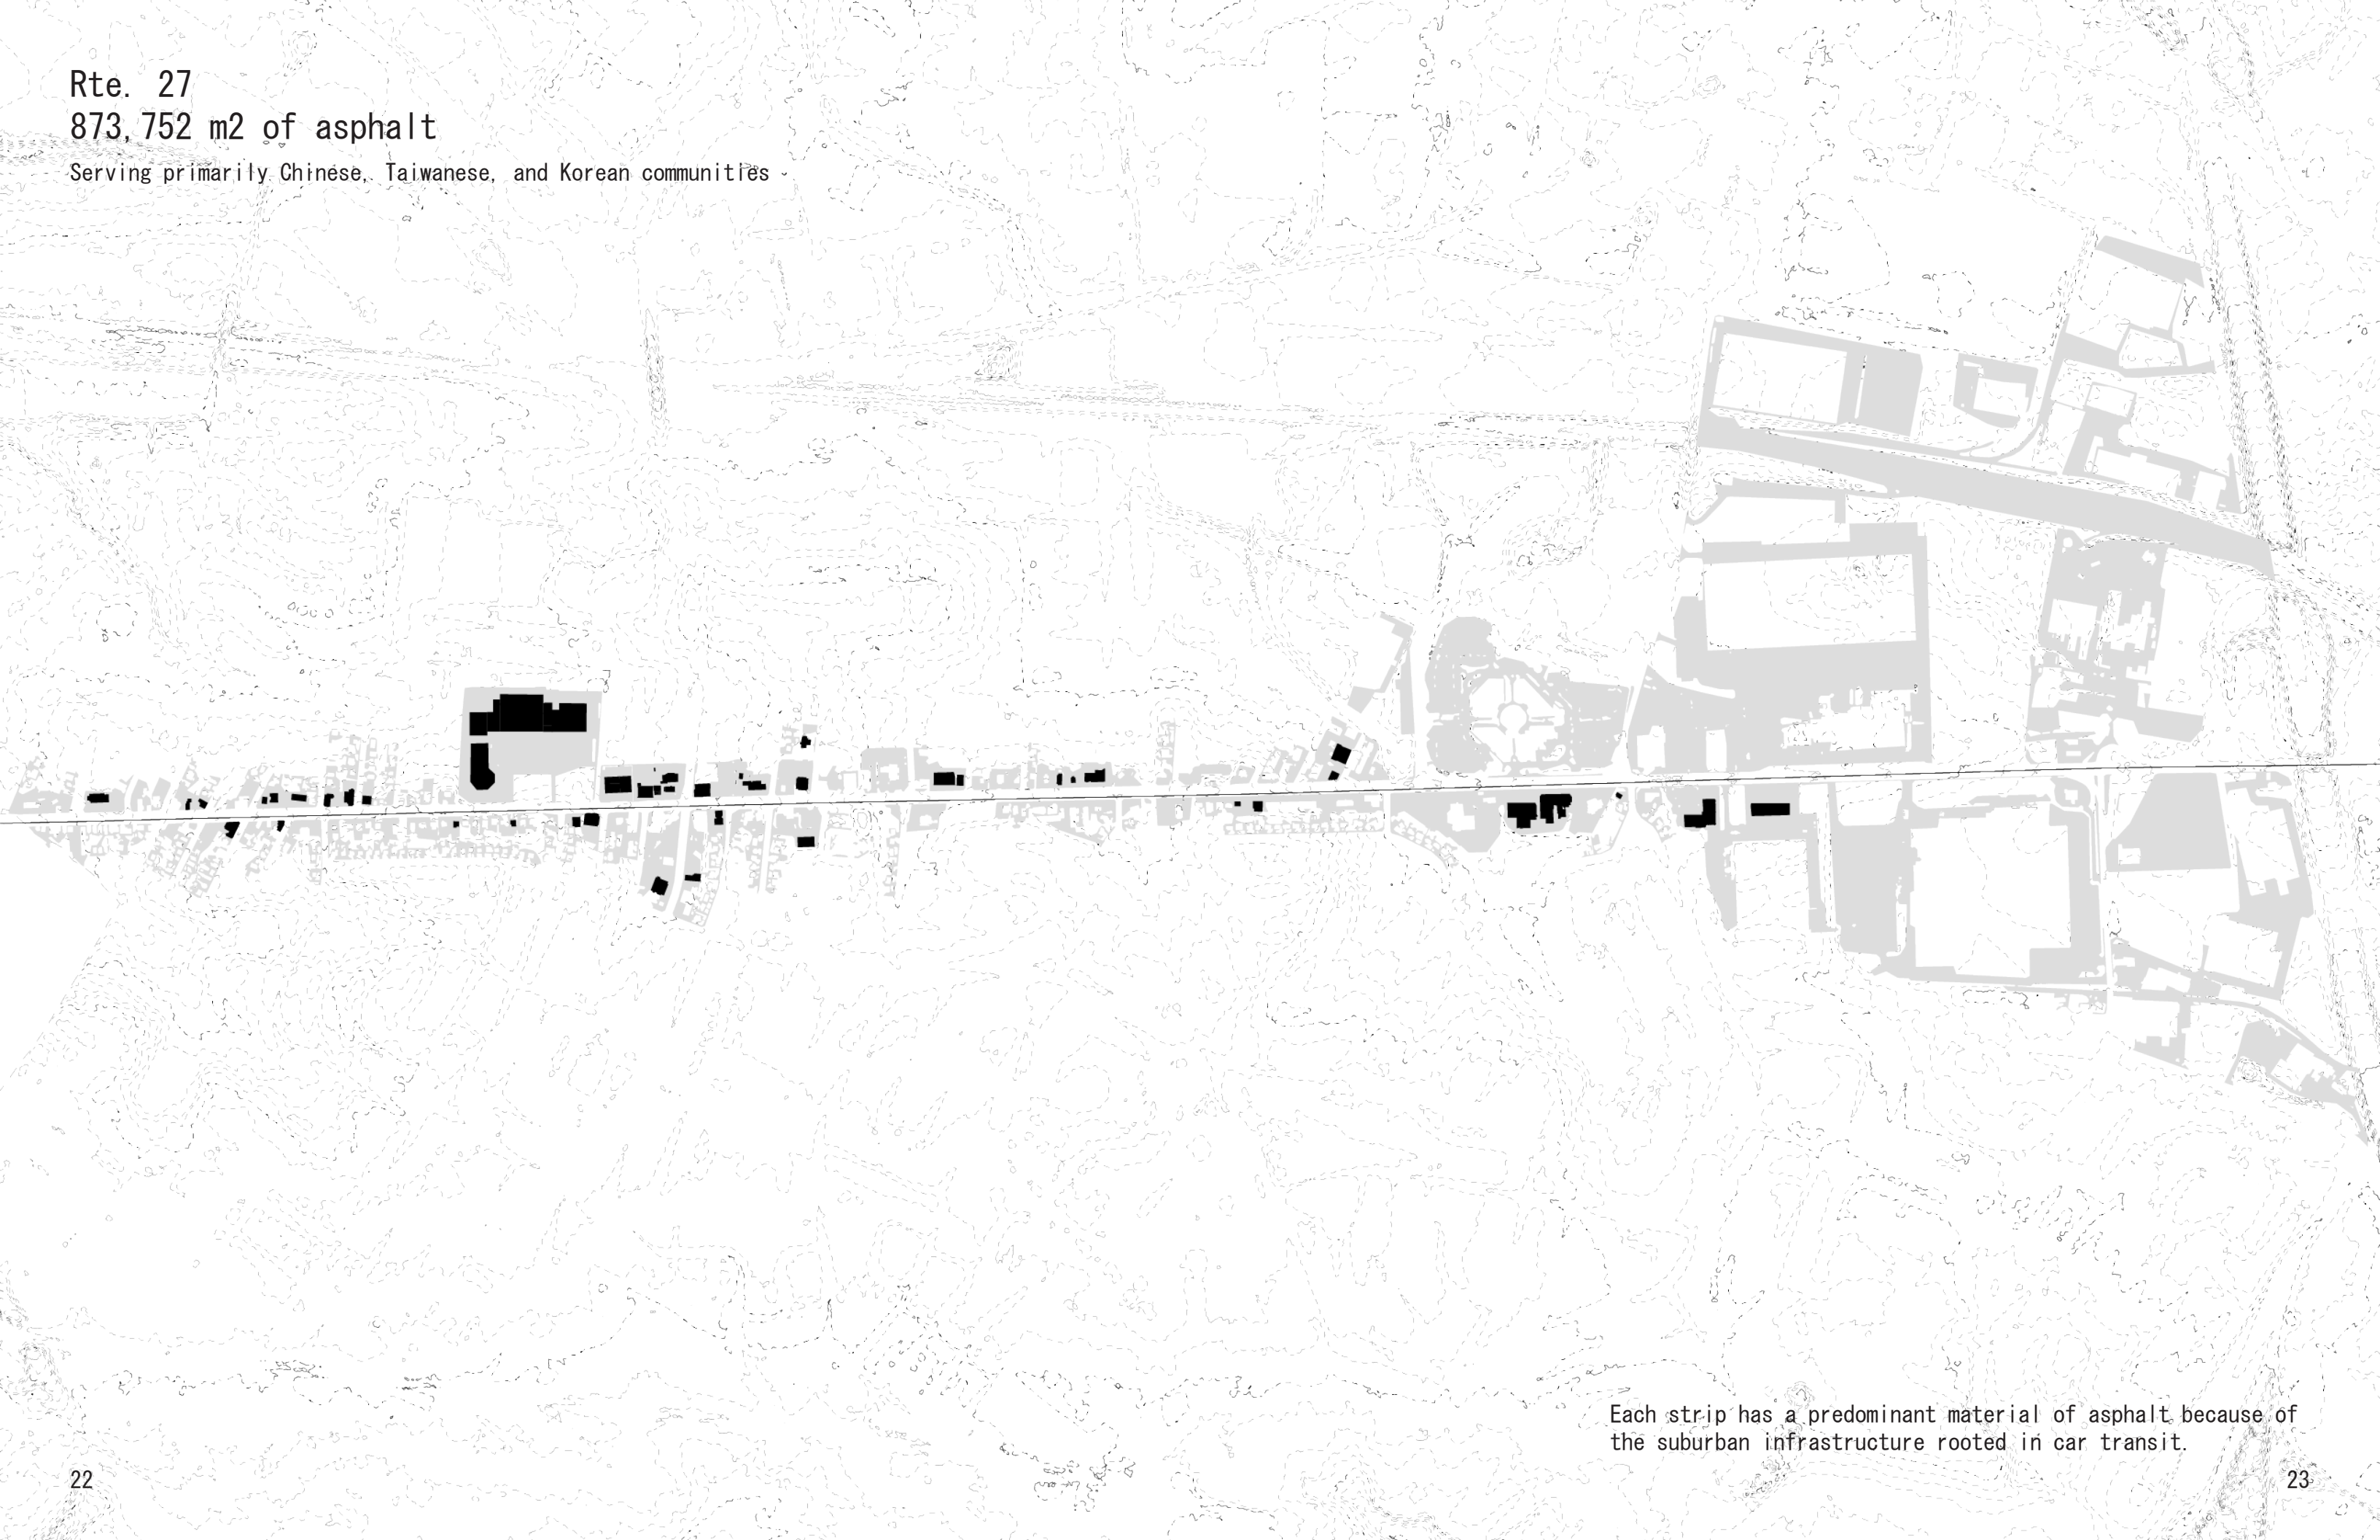 Rte. 27
873,752 m2 of asphalt
Serving primarily Chinese, Taiwanese, and Korean communities
Each strip has a predominant material of asphalt because of
the suburban infrastructure rooted in car transit.
22
23